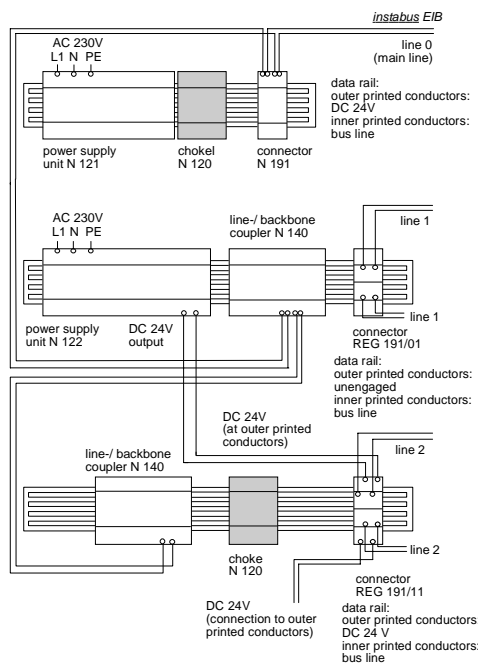 instabus EIB
AC 230V
L1 N PE
line 0
(main line)
data rail:
outer printed conductors:
DC 24V
inner printed conductors:
bus line
power supply
unit N 121
chokel
N 120
connector
N 191
AC 230V
L1 N PE
line-/ backbone
coupler N 140
line 1
line 1
power supply
unit N 122
DC 24V
output
connector
REG 191/01
data rail:
outer printed conductors:
unengaged
inner printed conductors:
bus line
DC 24V
(at outer printed
conductors)
line-/ backbone
coupler N 140
line 2
line 2
choke
N 120
connector
REG 191/11
DC 24V
(connection to outer
printed conductors)
data rail:
outer printed conductors:
DC 24 V
inner printed conductors:
bus line